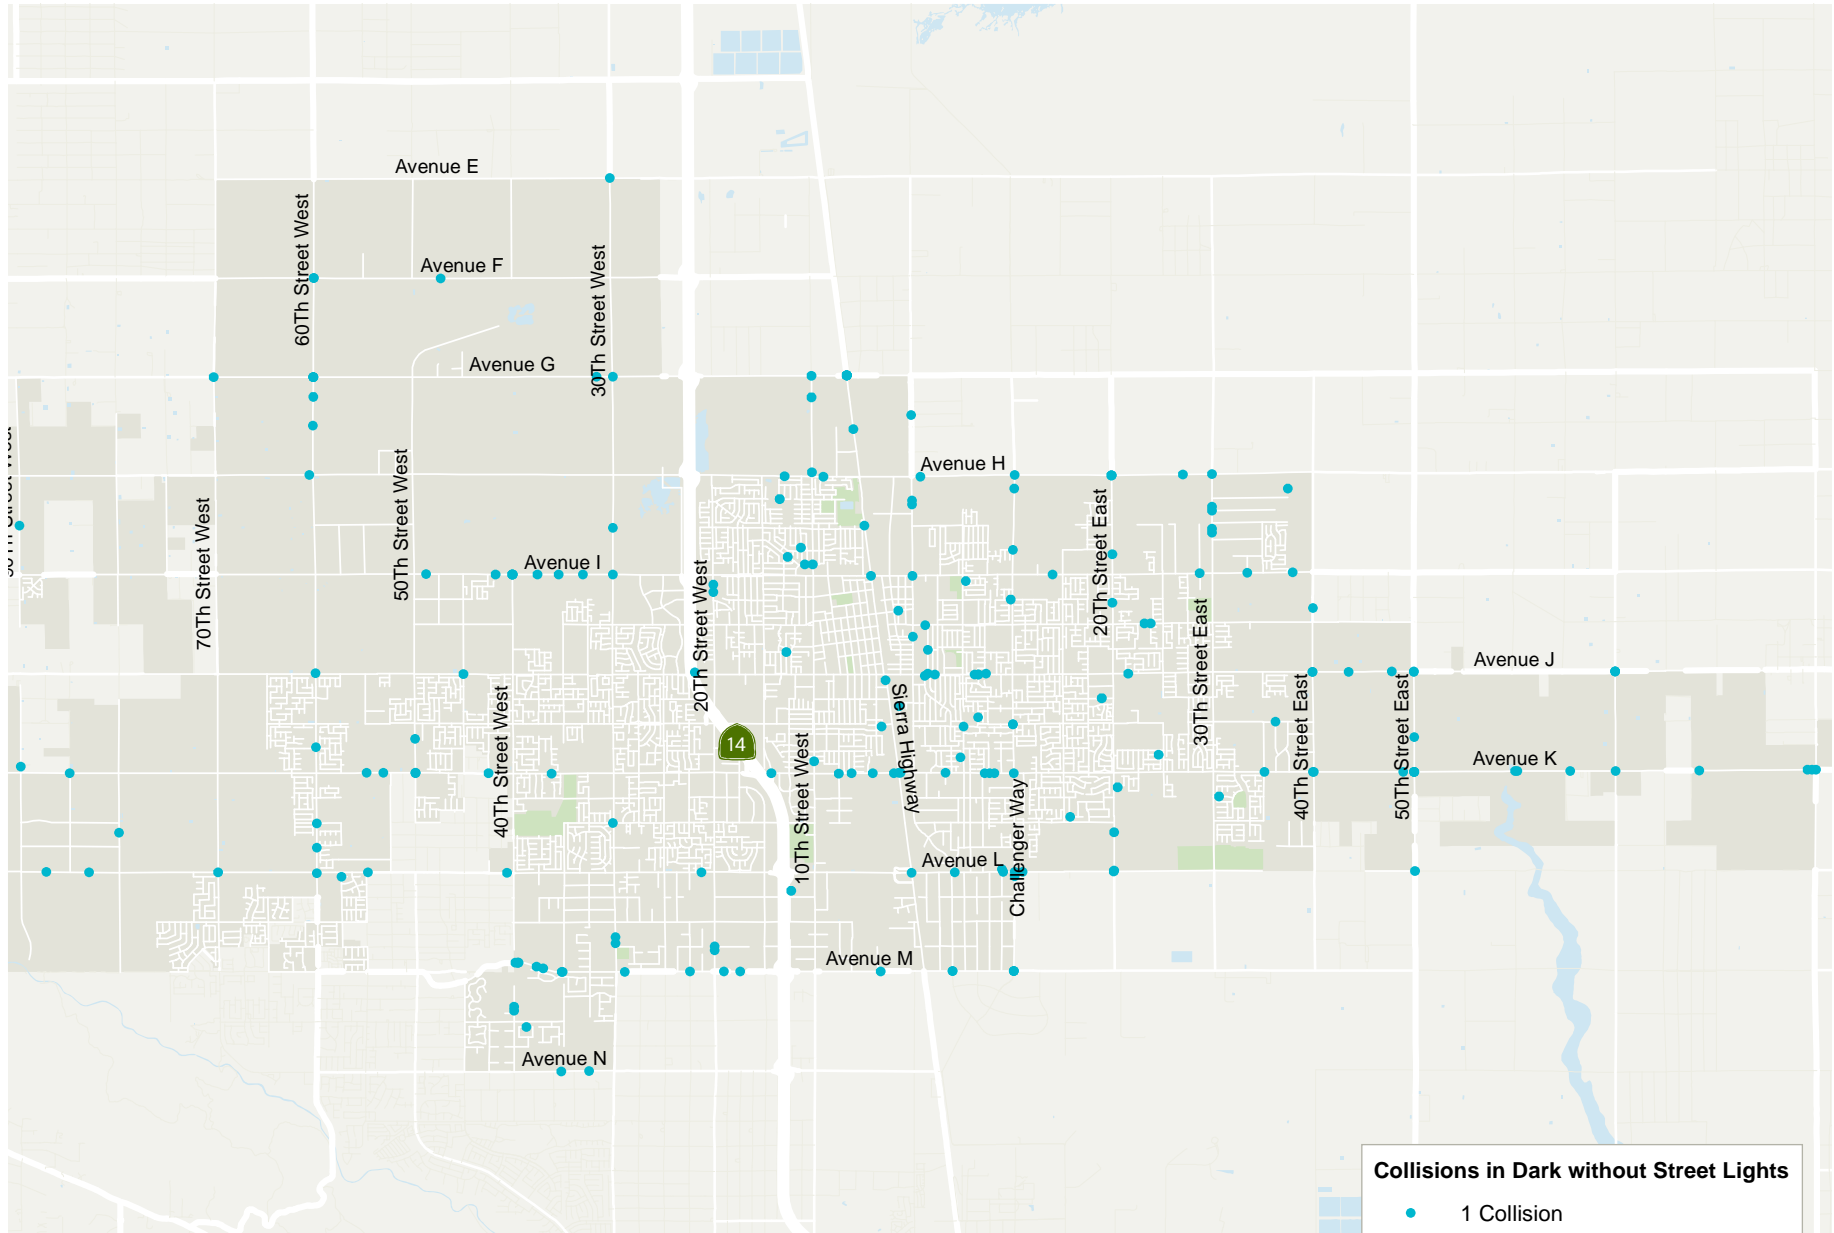 Avenue E
60Th Street West
30Th Street West
Avenue F
Avenue G
50Th Street West
Avenue H
70Th Street West
20Th Street East
Avenue I
20Th Street West
30Th Street East
Avenue J
40Th Street West
Sierra Highway
40Th Street East
50Th Street East
14
10Th Street West
Avenue K
Challenger Way
Avenue L
Avenue M
Avenue N
Collisions in Dark without Street Lights
1 Collision